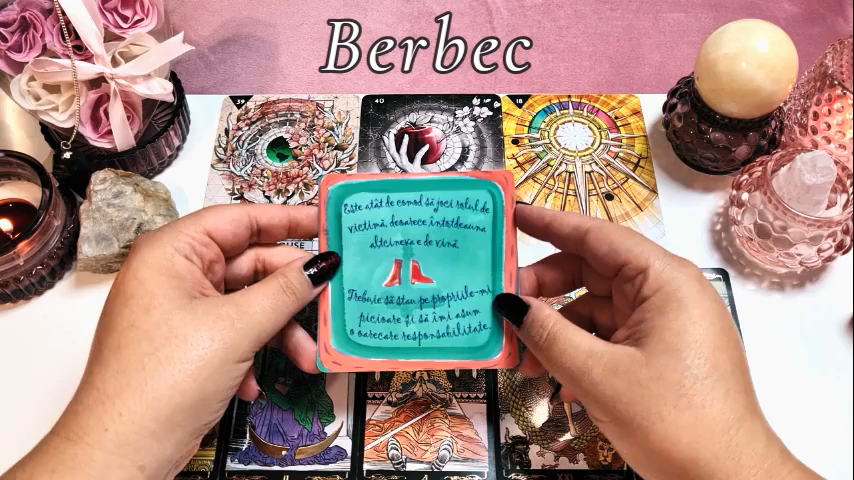 Berbec
39
40
18
Este atât de comod să joci rolul de
victimă, deoarece întotdeauna
altcineva e de vină.
Trebuie să stau pe propriile-mi
picioare și să îmi asum
o oarecare responsabilitate.